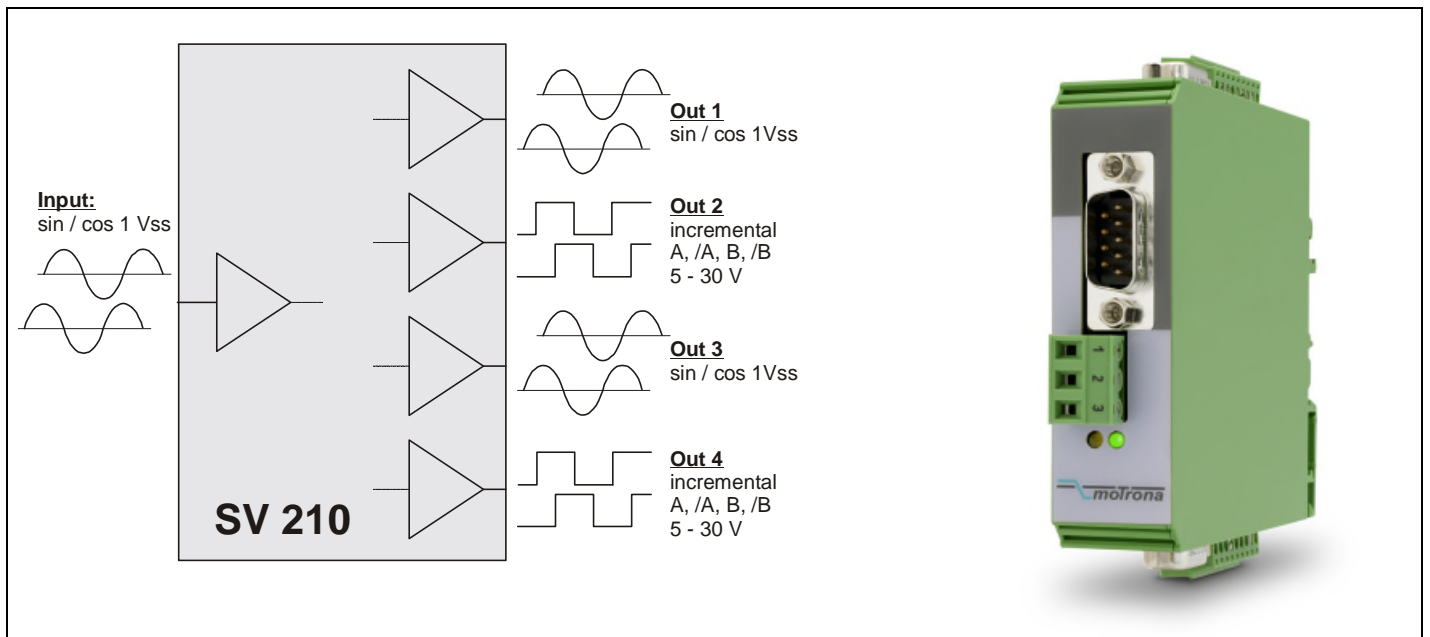 Input:
sin / cos 1 Vss
SV 210
Out 1
sin / cos 1Vss
Out 2
incremental
A, /A, B, /B
5 - 30 V
Out 3
sin / cos 1Vss
Out 4
incremental
A, /A, B, /B
5 - 30 V
1
2
3
motrona